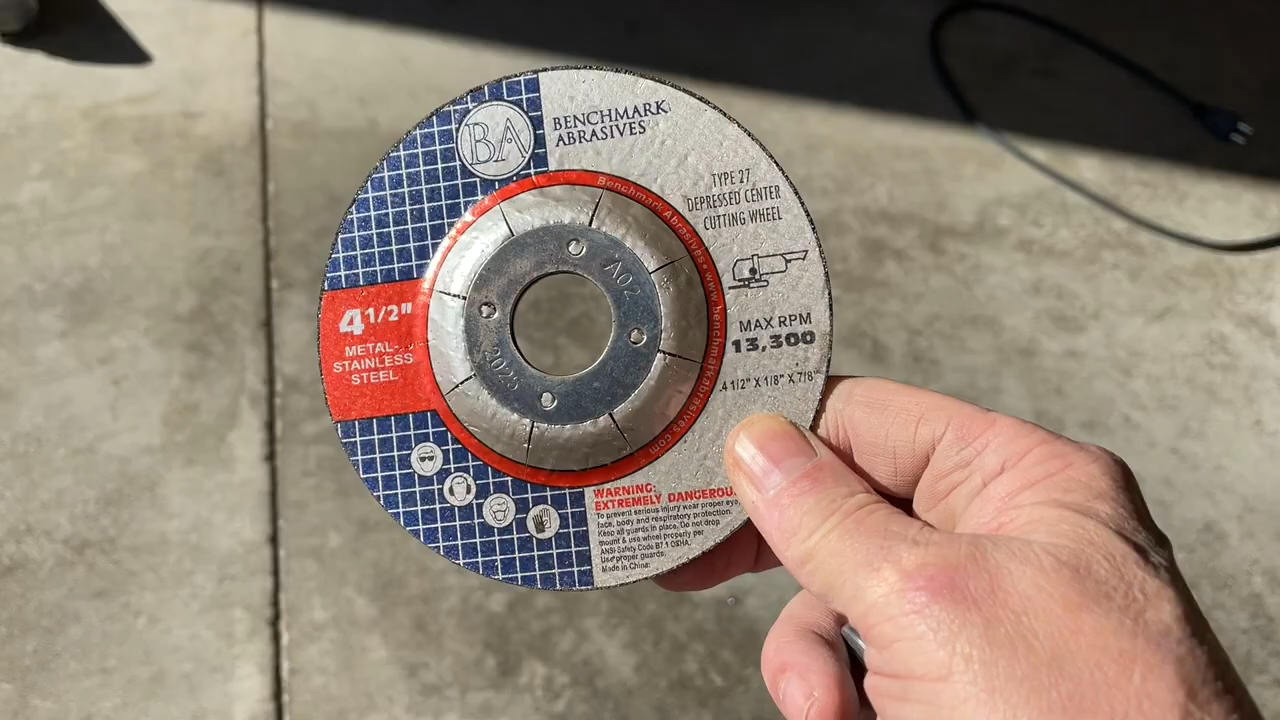 BA
BENCHMARK
ABRASIVES
TYPE 27
DEPRESSED CENTER
CUTTING WHEEL
MAX RPM
13,300
4 1/2" X 1/8" X 7/8"
4 1/2"
METAL-
STAINLESS
STEEL
Benchmark Abrasives • www.benchmarkabrasives.com
A02
2025
WARNING:
EXTREMELY DANGEROU
To prevent serious injury wear proper eye,
face, body and respiratory protection.
Keep all guards in place. Do not drop
mount & use wheel properly per
ANSI Safety Code B7.1 OSHA.
Use proper guards.
Made in China.